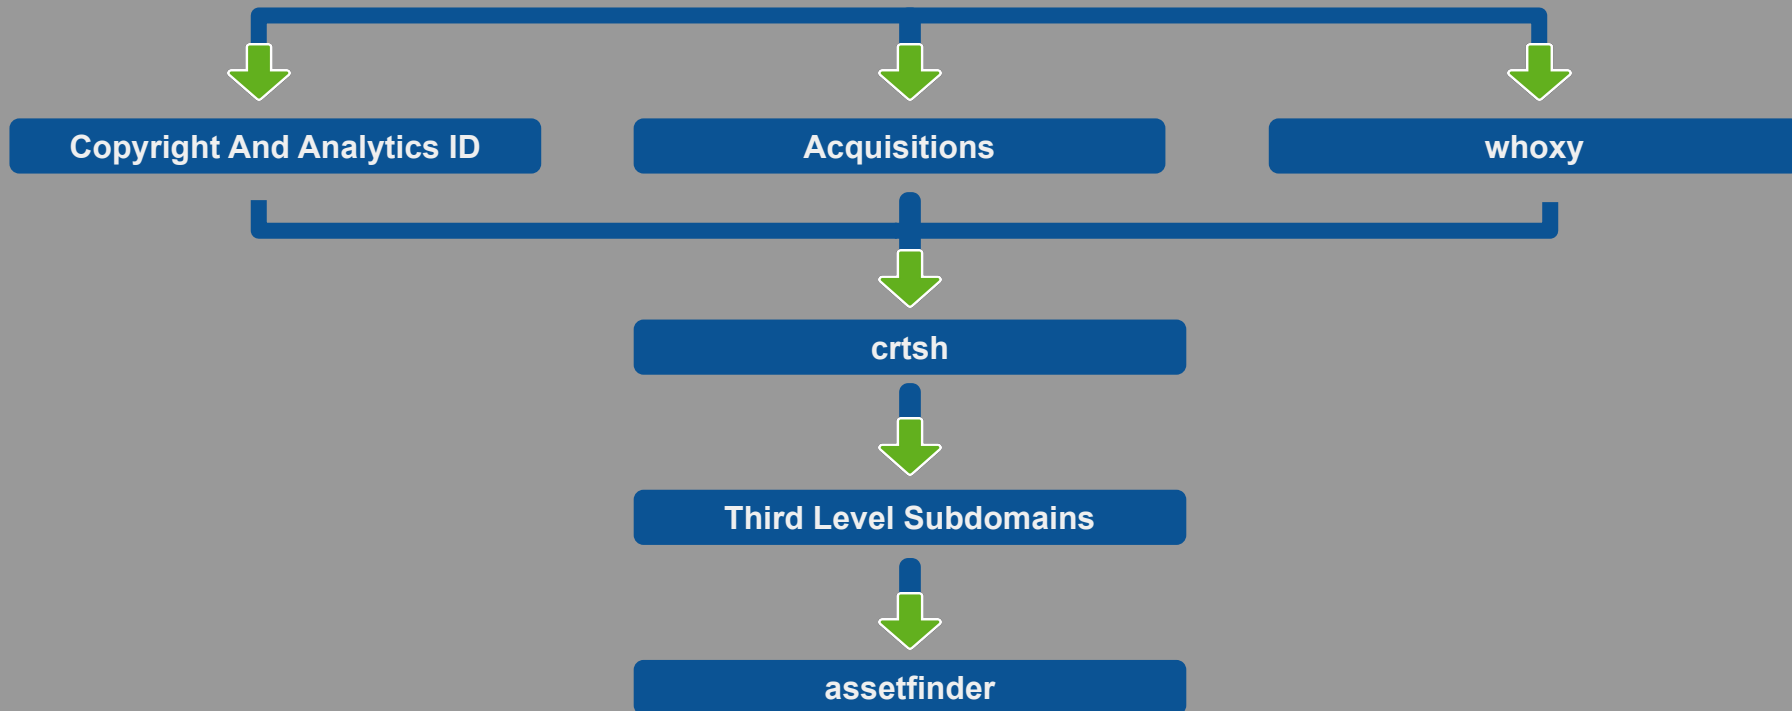 Copyright And Analytics ID
Acquisitions
whoxy
crtsh
Third Level Subdomains
assetfinder